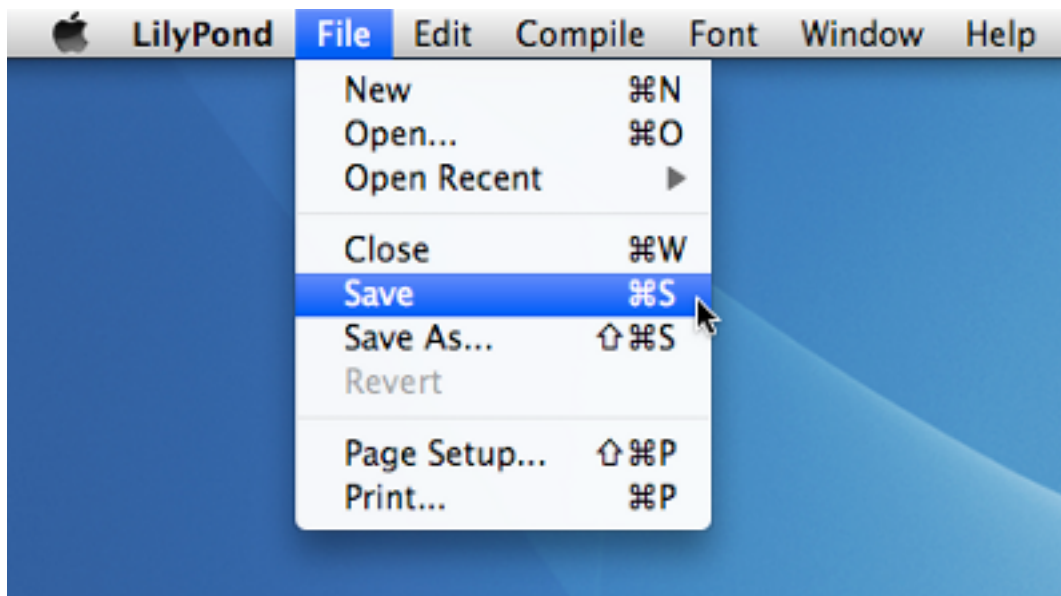 LilyPond File Edit Compile Font Window Help
New ⌘N
Open... ⌘O
Open Recent ▶
Close ⌘W
Save ⌘S
Save As... ⇧⌘S
Revert
Page Setup... ⇧⌘P
Print... ⌘P